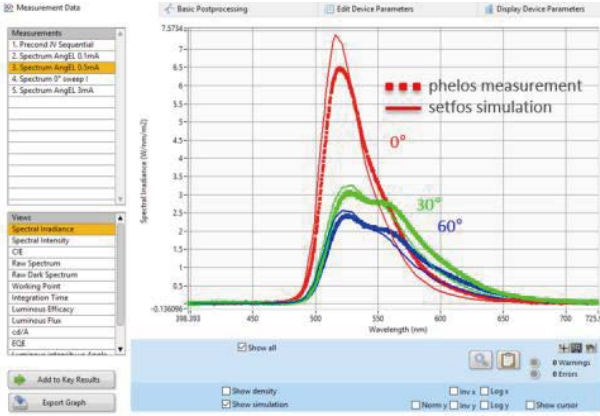 Measurement Data
Basic Postprocessing
Edit Device Parameters
Display Device Parameters
Measurements
1. Precond JV Sequential
2. Spectrum AngEL 0.1mA
3. Spectrum AngEL 0.5mA
4. Spectrum 0° sweep I
5. Spectrum AngEL 3mA
Views
Spectral Irradiance
Spectral Intensity
CIE
Raw Spectrum
Raw Dark Spectrum
Working Point
Integration Time
Luminous Efficacy
Luminous Flux
cd/A
EQE
Add to Key Results
Export Graph
Spectral Irradiance (W/nm/m2)
7.5734
7
6.5
6
5.5
5
4.5
4
3.5
3
2.5
2
1.5
1
0.5
-0.136096
398.393
450
500
550
600
650
700
Wavelength (nm)
phelos measurement
setfos simulation
0°
30°
60°
Show all
0 Warnings
0 Errors
Show density
Inv x
Log x
Show simulation
Norm y
Inv y
Log y
Show cursor